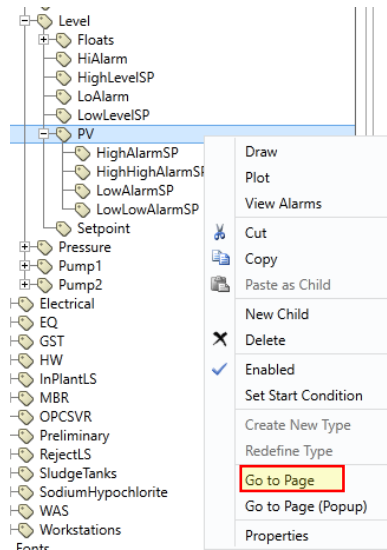 Level
Floats
HiAlarm
HighLevelSP
LoAlarm
LowLevelSP
PV
HighAlarmSP
HighHighAlarmSP
LowAlarmSP
LowLowAlarmSP
Setpoint
Pressure
Pump1
Pump2
Electrical
EQ
GST
HW
InPlantLS
MBR
OPCSVR
Preliminary
RejectLS
SludgeTanks
SodiumHypochlorite
WAS
Workstations
Fonts
Draw
Plot
View Alarms
Cut
Copy
Paste as Child
New Child
Delete
Enabled
Set Start Condition
Create New Type
Redefine Type
Go to Page
Go to Page (Popup)
Properties